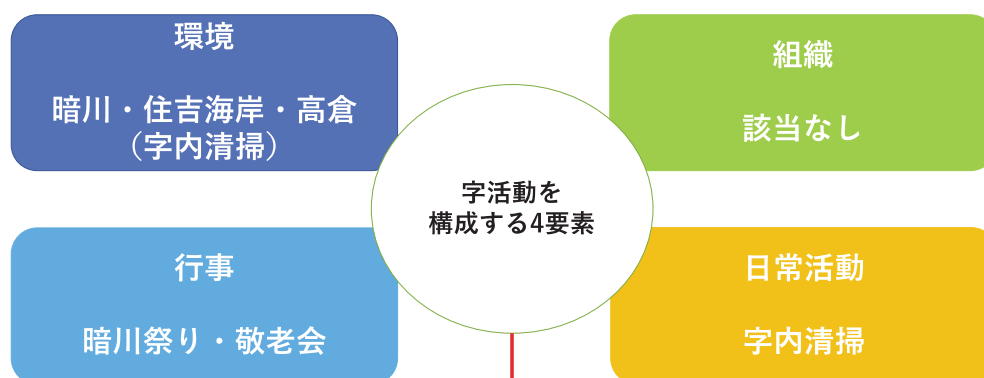 環境
暗川・住吉海岸・高倉
（字内清掃）
組織
該当なし
字活動を
構成する4要素
行事
暗川祭り・敬老会
日常活動
字内清掃